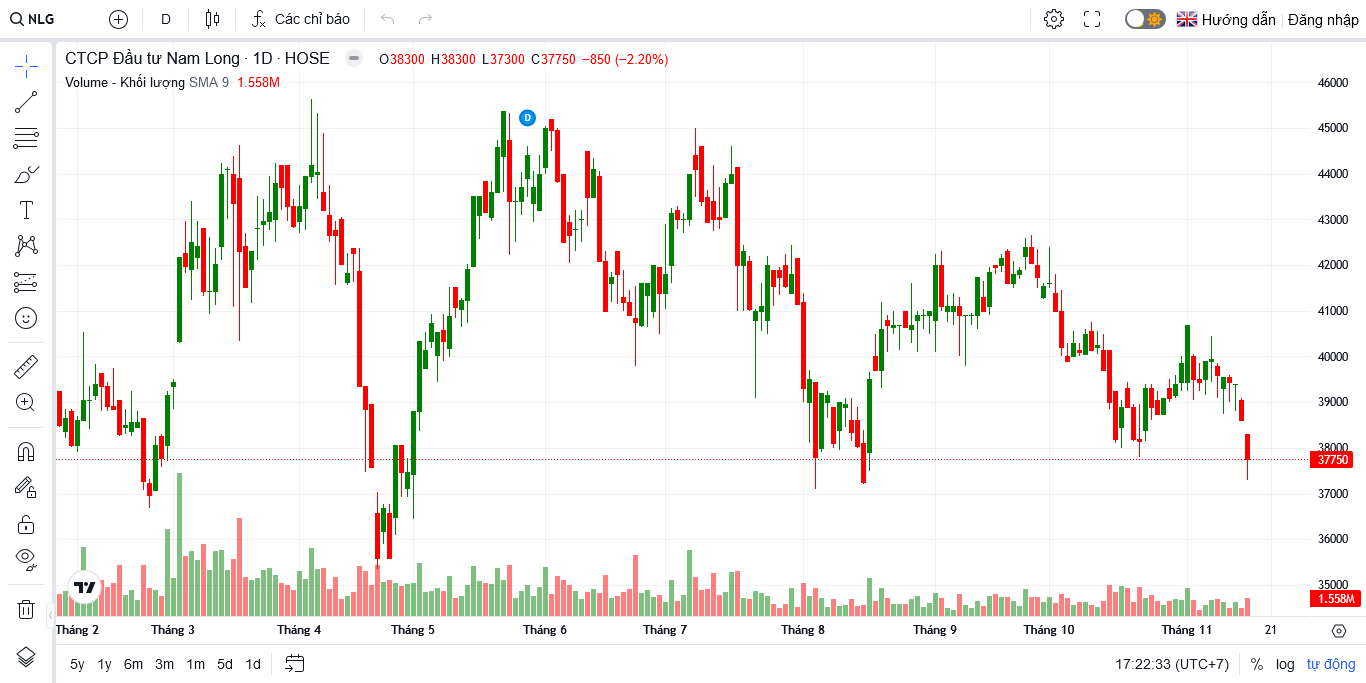 NLG D Các chỉ báo Hướng dẫn Đăng nhập
CTCP Đầu tư Nam Long · 1D · HOSE O38300 H38300 L37300 C37750 −850 (−2.20%)
Volume - Khối lượng SMA 9 1.558M
46000
45000
D
44000
43000
42000
41000
40000
39000
38000
37750
37000
36000
35000
1.558M
Tháng 2 Tháng 3 Tháng 4 Tháng 5 Tháng 6 Tháng 7 Tháng 8 Tháng 9 Tháng 10 Tháng 11 21
5y 1y 6m 3m 1m 5d 1d 17:22:33 (UTC+7) % log tự động